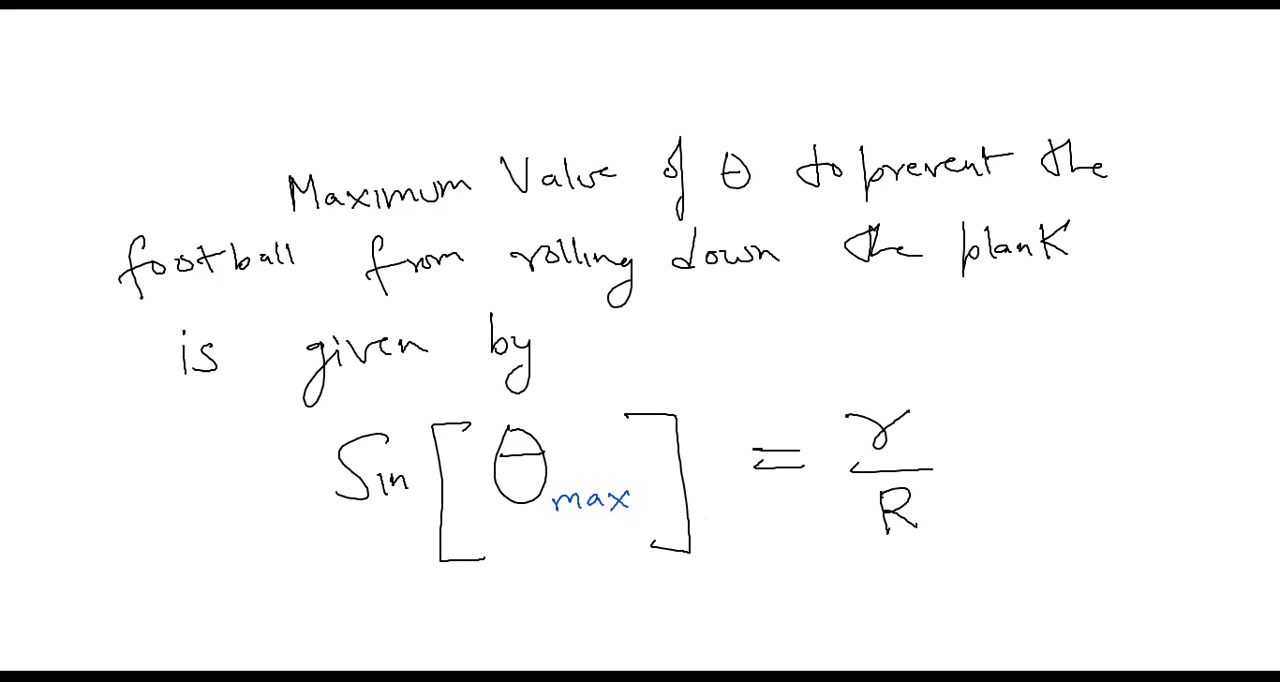 Maximum Value of θ to prevent the
football from rolling down the plank
is given by
Sin [θmax] = r/R